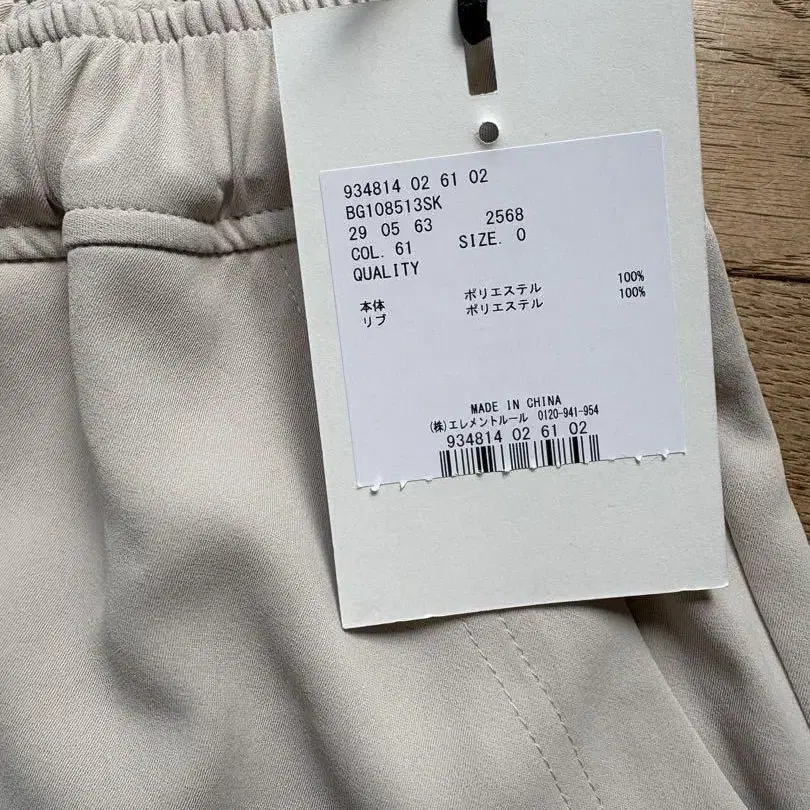 934814 02 61 02
BG108513SK
29 05 63 2568
COL. 61 SIZE. 0
QUALITY
本体 ポリエステル 100%
リブ ポリエステル 100%
MADE IN CHINA
(株)エレメントルール 0120-941-954
934814 02 61 02